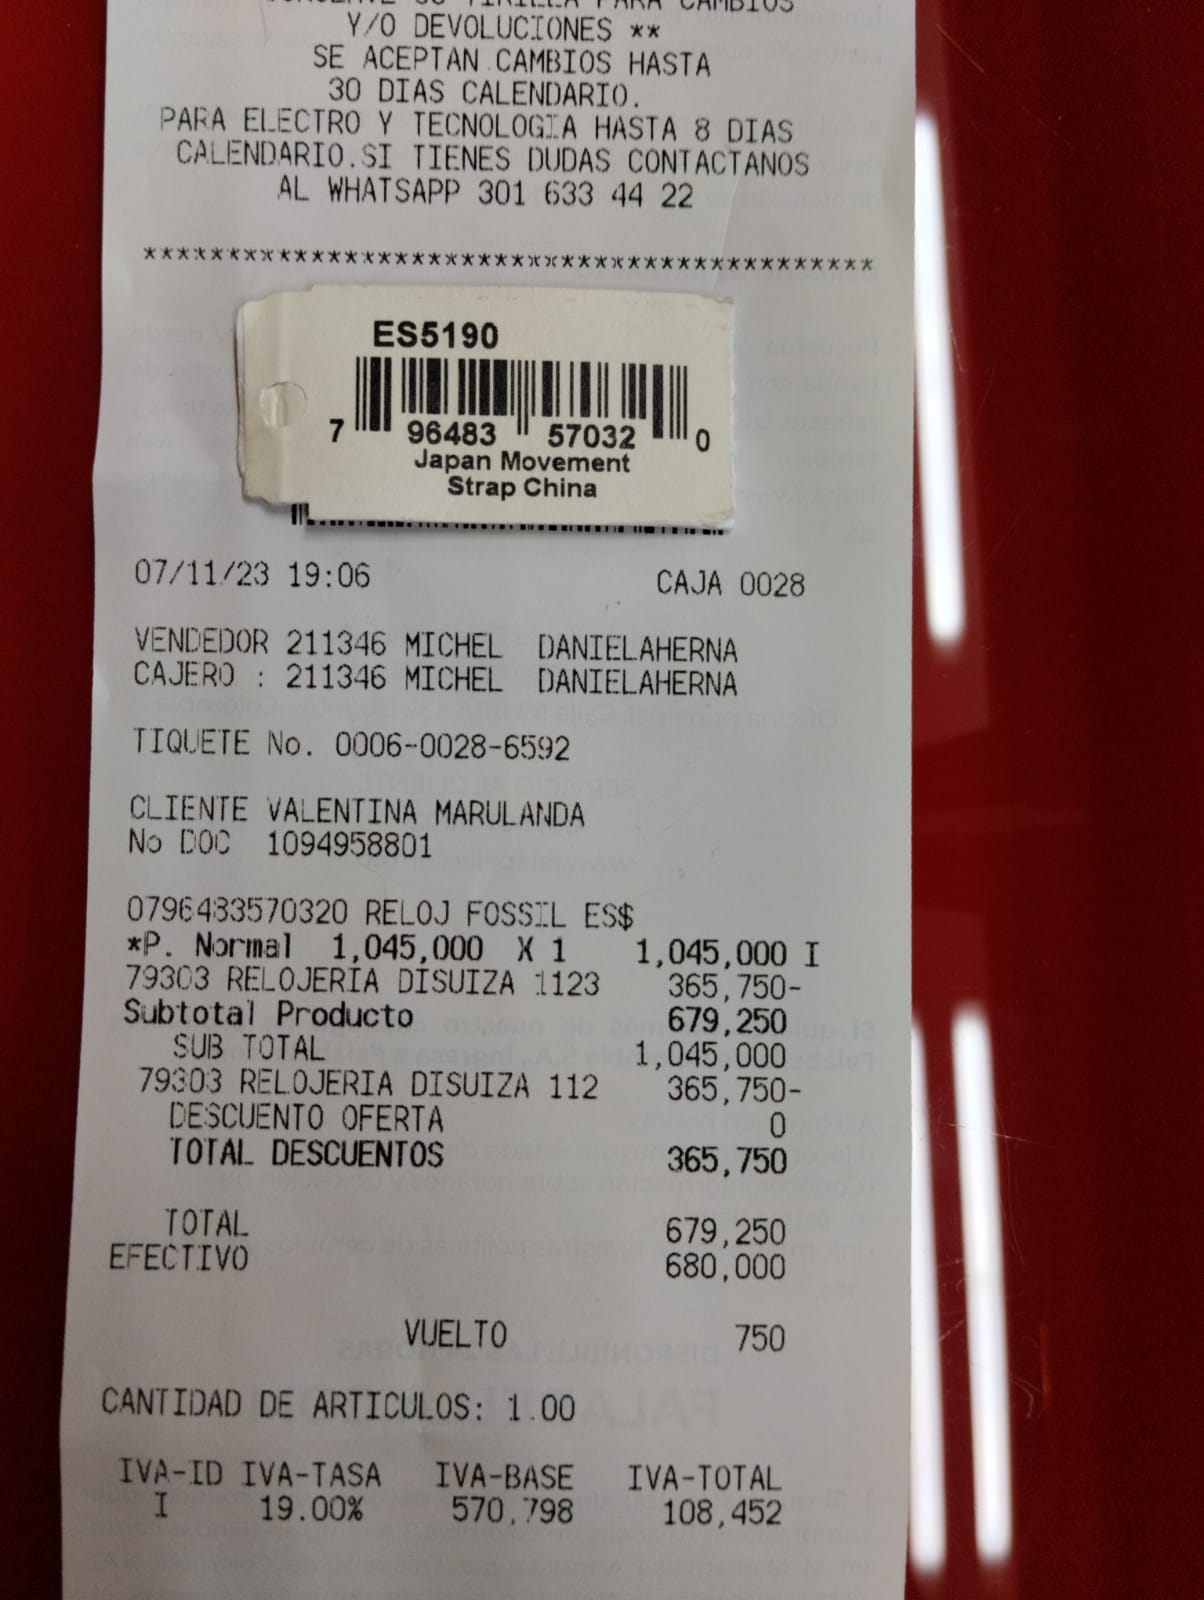 CONSERVE SU TIRILLA PARA CAMBIOS
Y/O DEVOLUCIONES **
SE ACEPTAN CAMBIOS HASTA
30 DIAS CALENDARIO.
PARA ELECTRO Y TECNOLOGIA HASTA 8 DIAS
CALENDARIO.SI TIENES DUDAS CONTACTANOS
AL WHATSAPP 301 633 44 22
********************************************
ES5190
7 96483 57032 0
Japan Movement
Strap China
07/11/23 19:06 CAJA 0028
VENDEDOR 211346 MICHEL DANIELAHERNA
CAJERO : 211346 MICHEL DANIELAHERNA
TIQUETE No. 0006-0028-6592
CLIENTE VALENTINA MARULANDA
No DOC 1094958801
0796483570320 RELOJ FOSSIL ES$
*P. Normal 1,045,000 X 1 1,045,000 I
79303 RELOJERIA DISUIZA 1123 365,750-
Subtotal Producto 679,250
SUB TOTAL 1,045,000
79303 RELOJERIA DISUIZA 112 365,750-
DESCUENTO OFERTA 0
TOTAL DESCUENTOS 365,750
TOTAL 679,250
EFECTIVO 680,000
VUELTO 750
CANTIDAD DE ARTICULOS: 1.00
IVA-ID IVA-TASA IVA-BASE IVA-TOTAL
I 19.00% 570,798 108,452